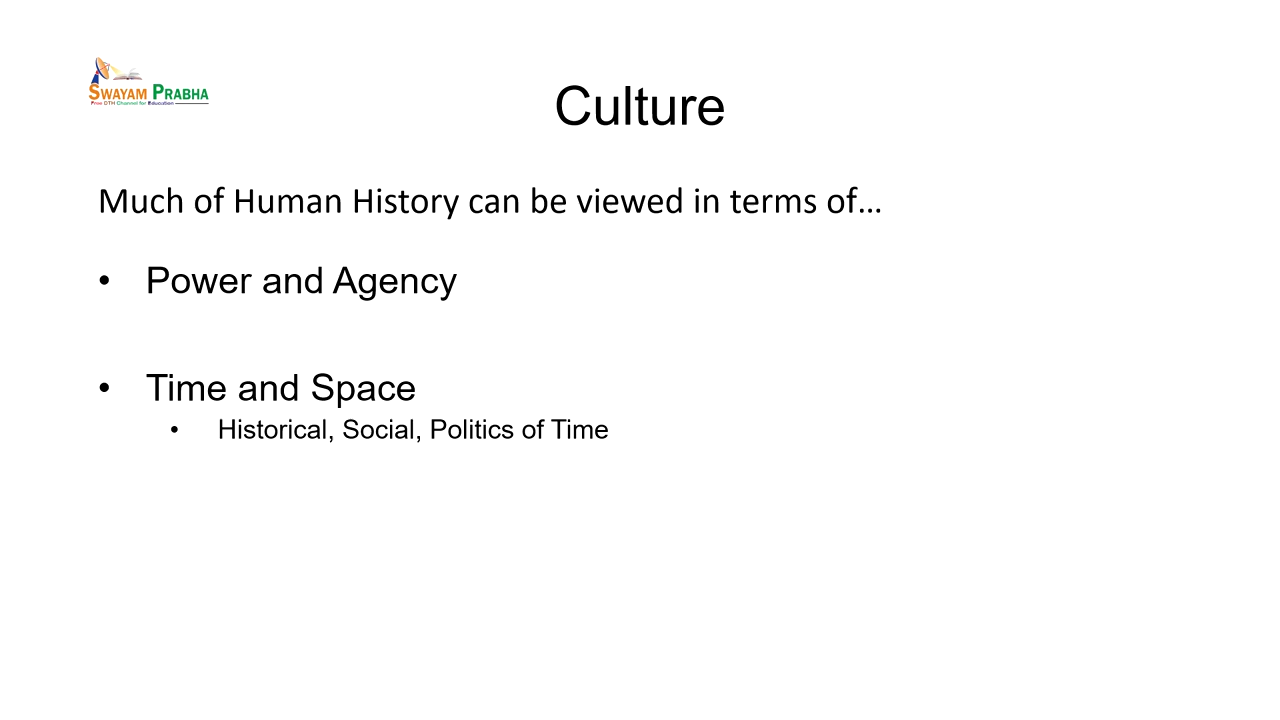 SWAYAM PRABHA
Free DTH Channel for Education
Culture
Much of Human History can be viewed in terms of…
• Power and Agency
• Time and Space
• Historical, Social, Politics of Time